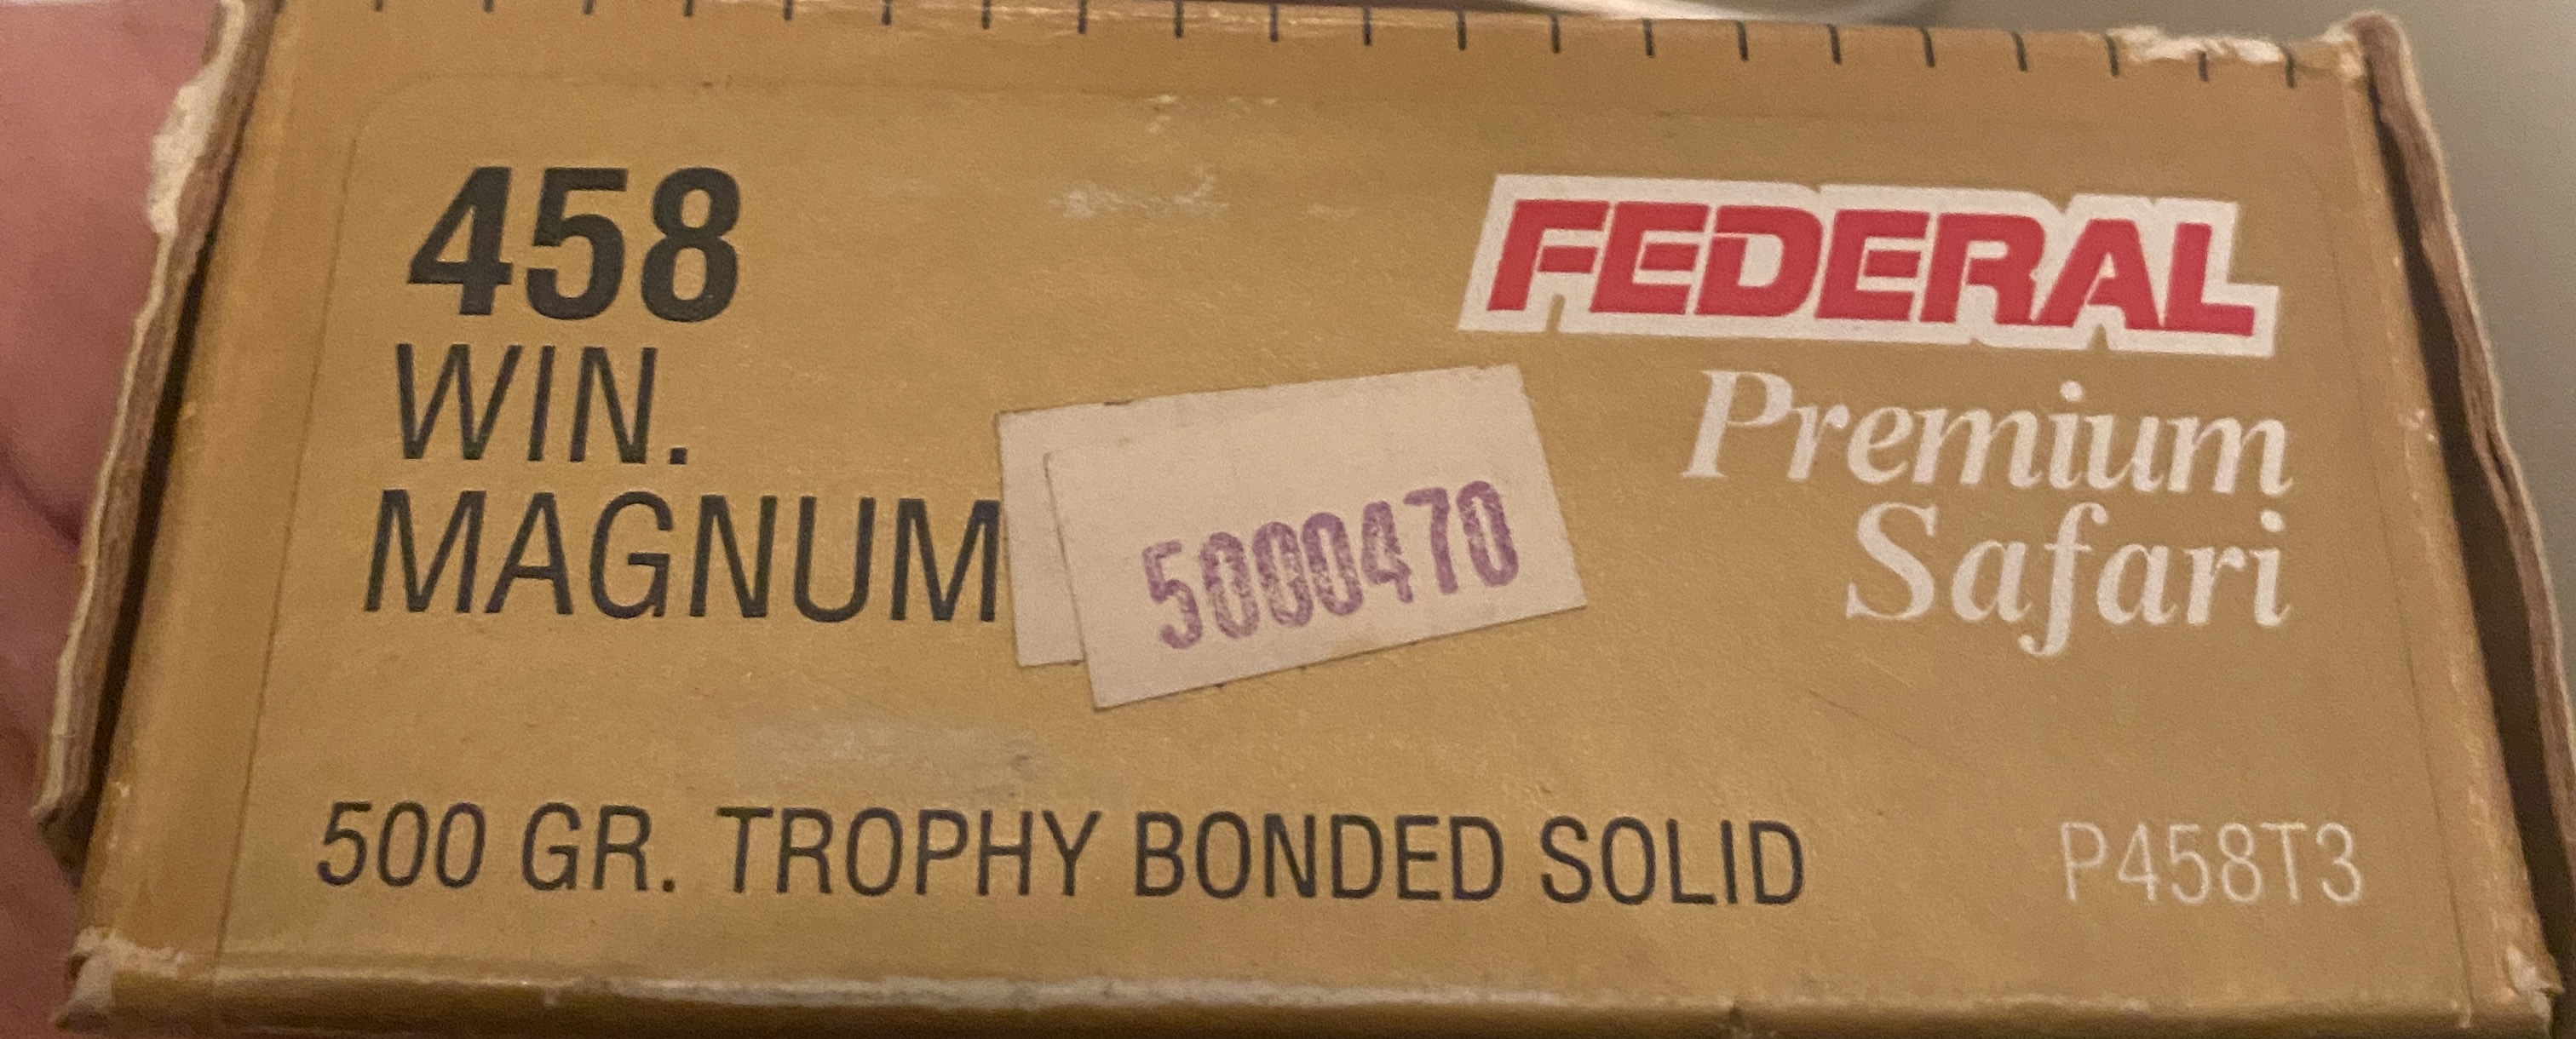 458
WIN.
MAGNUM
FEDERAL
Premium
Safari
5000470
500 GR. TROPHY BONDED SOLID
P458T3